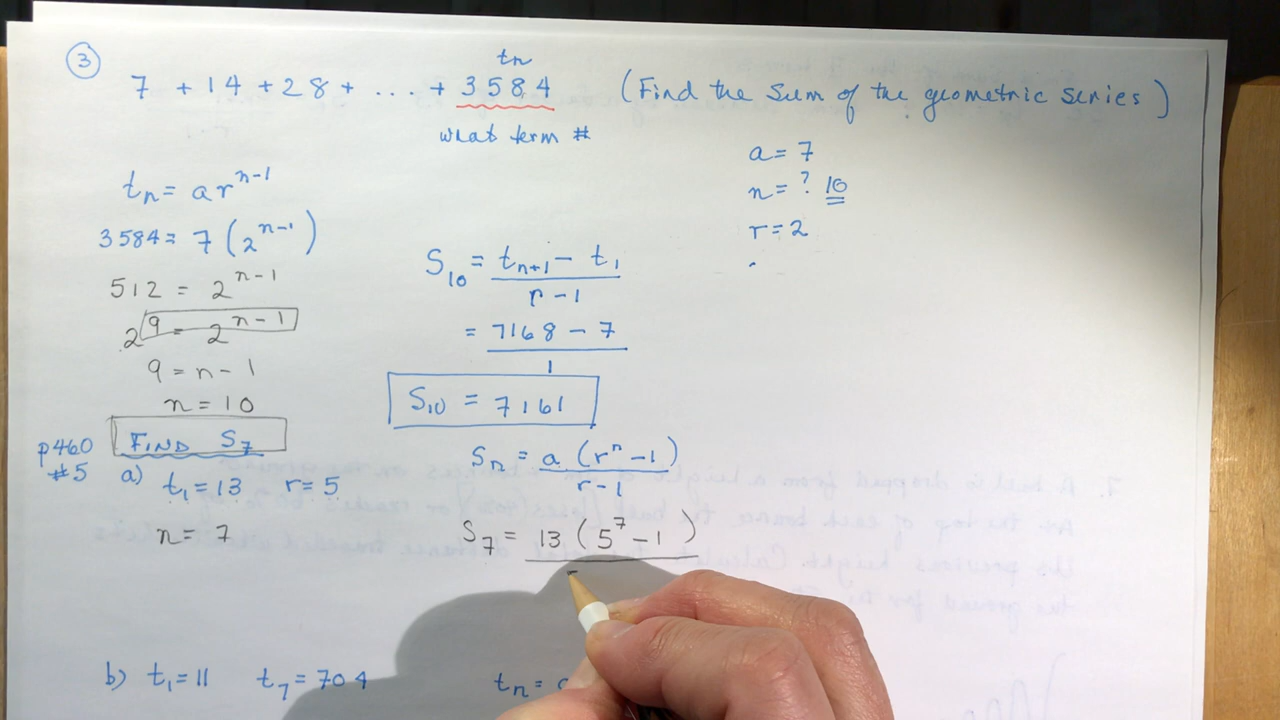 ③ 7 + 14 + 28 + ... + 3584 (Find the sum of the geometric series)
tn
what term #
a = 7
n = ? 10
r = 2
tn = ar^(n-1)
3584 = 7 (2^(n-1))
512 = 2^(n-1)
2^9 = 2^(n-1)
9 = n - 1
n = 10
S10 = (tn+1 - t1) / (r - 1)
= (7168 - 7) / 1
S10 = 7161
p460 #5
FIND S7
a) t1 = 13 r = 5
n = 7
Sn = a (r^n - 1) / (r - 1)
S7 = 13 (5^7 - 1)
b) t1 = 11 t7 = 704
tn =